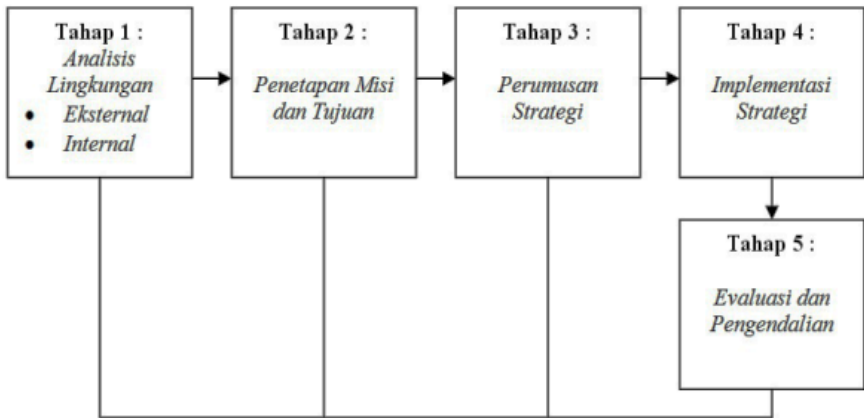 Tahap 1 :
Analisis
Lingkungan
• Eksternal
• Internal
Tahap 2 :
Penetapan Misi
dan Tujuan
Tahap 3 :
Perumusan
Strategi
Tahap 4 :
Implementasi
Strategi
Tahap 5 :
Evaluasi dan
Pengendalian